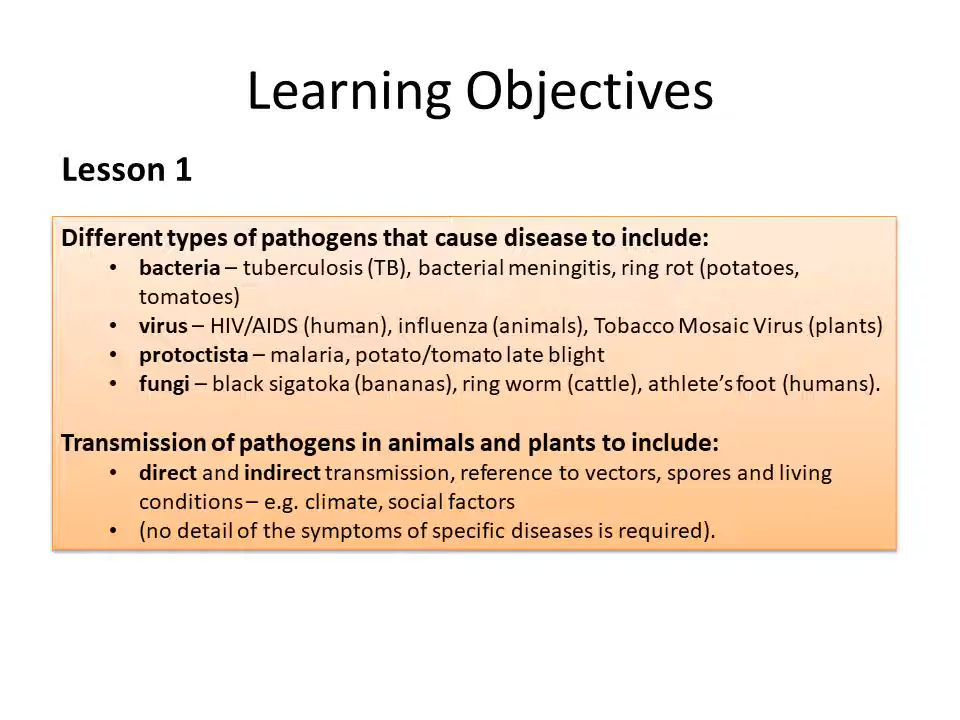 Learning Objectives
Lesson 1
Different types of pathogens that cause disease to include:
• bacteria – tuberculosis (TB), bacterial meningitis, ring rot (potatoes,
tomatoes)
• virus – HIV/AIDS (human), influenza (animals), Tobacco Mosaic Virus (plants)
• protoctista – malaria, potato/tomato late blight
• fungi – black sigatoka (bananas), ring worm (cattle), athlete’s foot (humans).
Transmission of pathogens in animals and plants to include:
• direct and indirect transmission, reference to vectors, spores and living
conditions – e.g. climate, social factors
• (no detail of the symptoms of specific diseases is required).